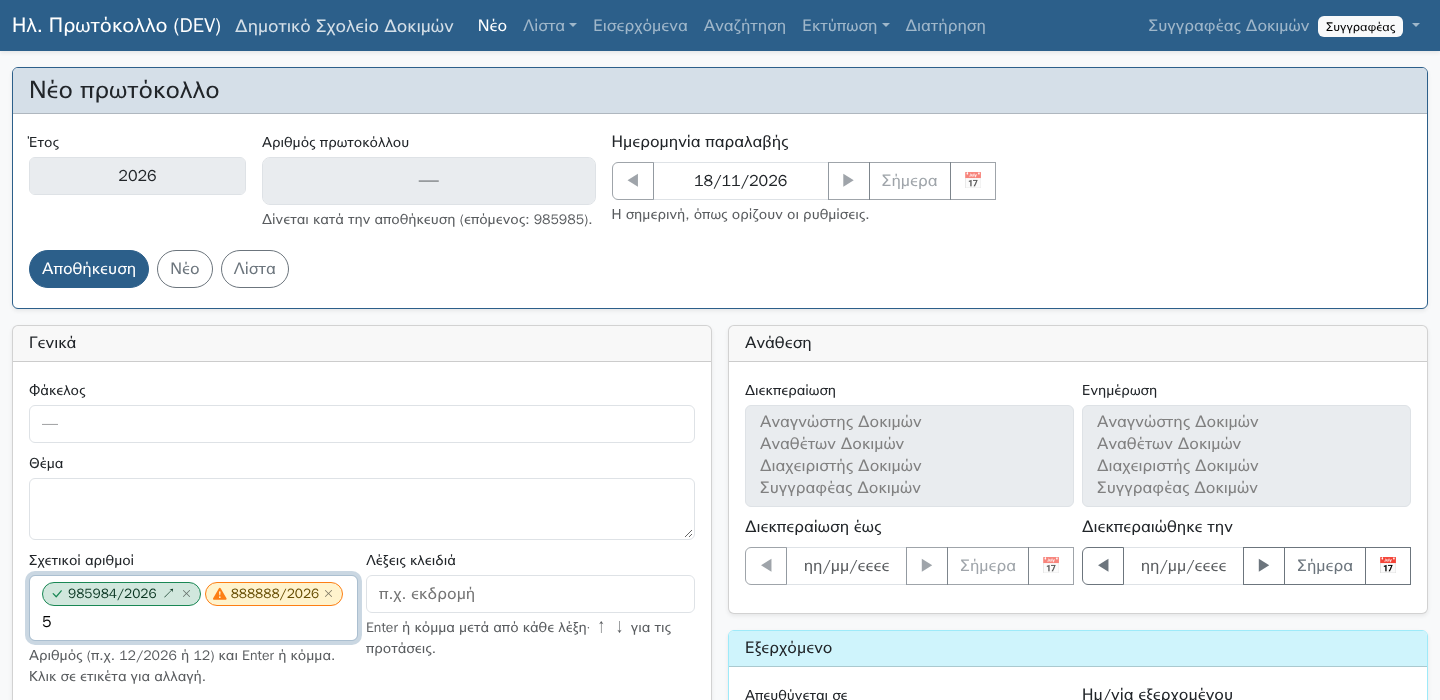 Ηλ. Πρωτόκολλο (DEV) Δημοτικό Σχολείο Δοκιμών Νέο Λίστα Εισερχόμενα Αναζήτηση Εκτύπωση Διατήρηση Συγγραφέας Δοκιμών Συγγραφέας
Νέο πρωτόκολλο
Έτος Αριθμός πρωτοκόλλου Ημερομηνία παραλαβής
2026 — ◀ 18/11/2026 ▶ Σήμερα
Δίνεται κατά την αποθήκευση (επόμενος: 985985). Η σημερινή, όπως ορίζουν οι ρυθμίσεις.
Αποθήκευση Νέο Λίστα
Γενικά
Φάκελος
—
Θέμα
Σχετικοί αριθμοί Λέξεις κλειδιά
✓ 985984/2026 ↗ × ⚠ 888888/2026 × π.χ. εκδρομή
5
Enter ή κόμμα μετά από κάθε λέξη· ↑ ↓ για τις προτάσεις.
Αριθμός (π.χ. 12/2026 ή 12) και Enter ή κόμμα.
Κλικ σε ετικέτα για αλλαγή.
Ανάθεση
Διεκπεραίωση Ενημέρωση
Αναγνώστης Δοκιμών Αναγνώστης Δοκιμών
Αναθέτων Δοκιμών Αναθέτων Δοκιμών
Διαχειριστής Δοκιμών Διαχειριστής Δοκιμών
Συγγραφέας Δοκιμών Συγγραφέας Δοκιμών
Διεκπεραίωση έως Διεκπεραιώθηκε την
◀ ηη/μμ/εεεε ▶ Σήμερα ◀ ηη/μμ/εεεε ▶ Σήμερα
Εξερχόμενο
Απευθύνεται σε Ημ/νία εξερχομένου